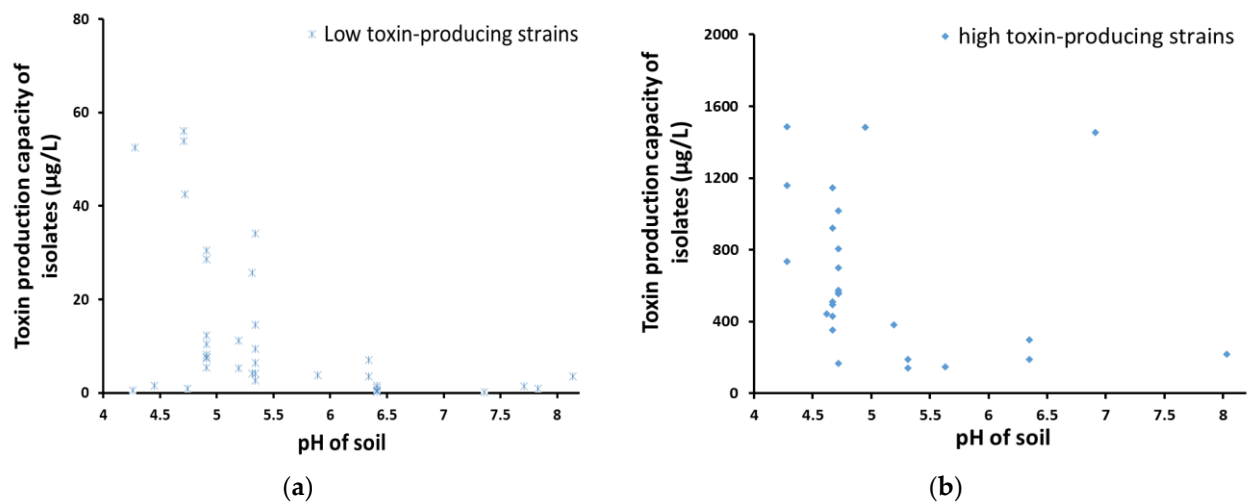 80
Low toxin-producing strains
60
40
20
0
Toxin production capacity of
isolates (μg/L)
4
4.5
5
5.5
6
6.5
7
7.5
8
pH of soil
(a)
2000
high toxin-producing strains
1600
1200
800
400
0
Toxin production capacity of
isolates (μg/L)
4
4.5
5
5.5
6
6.5
7
7.5
8
pH of soil
(b)